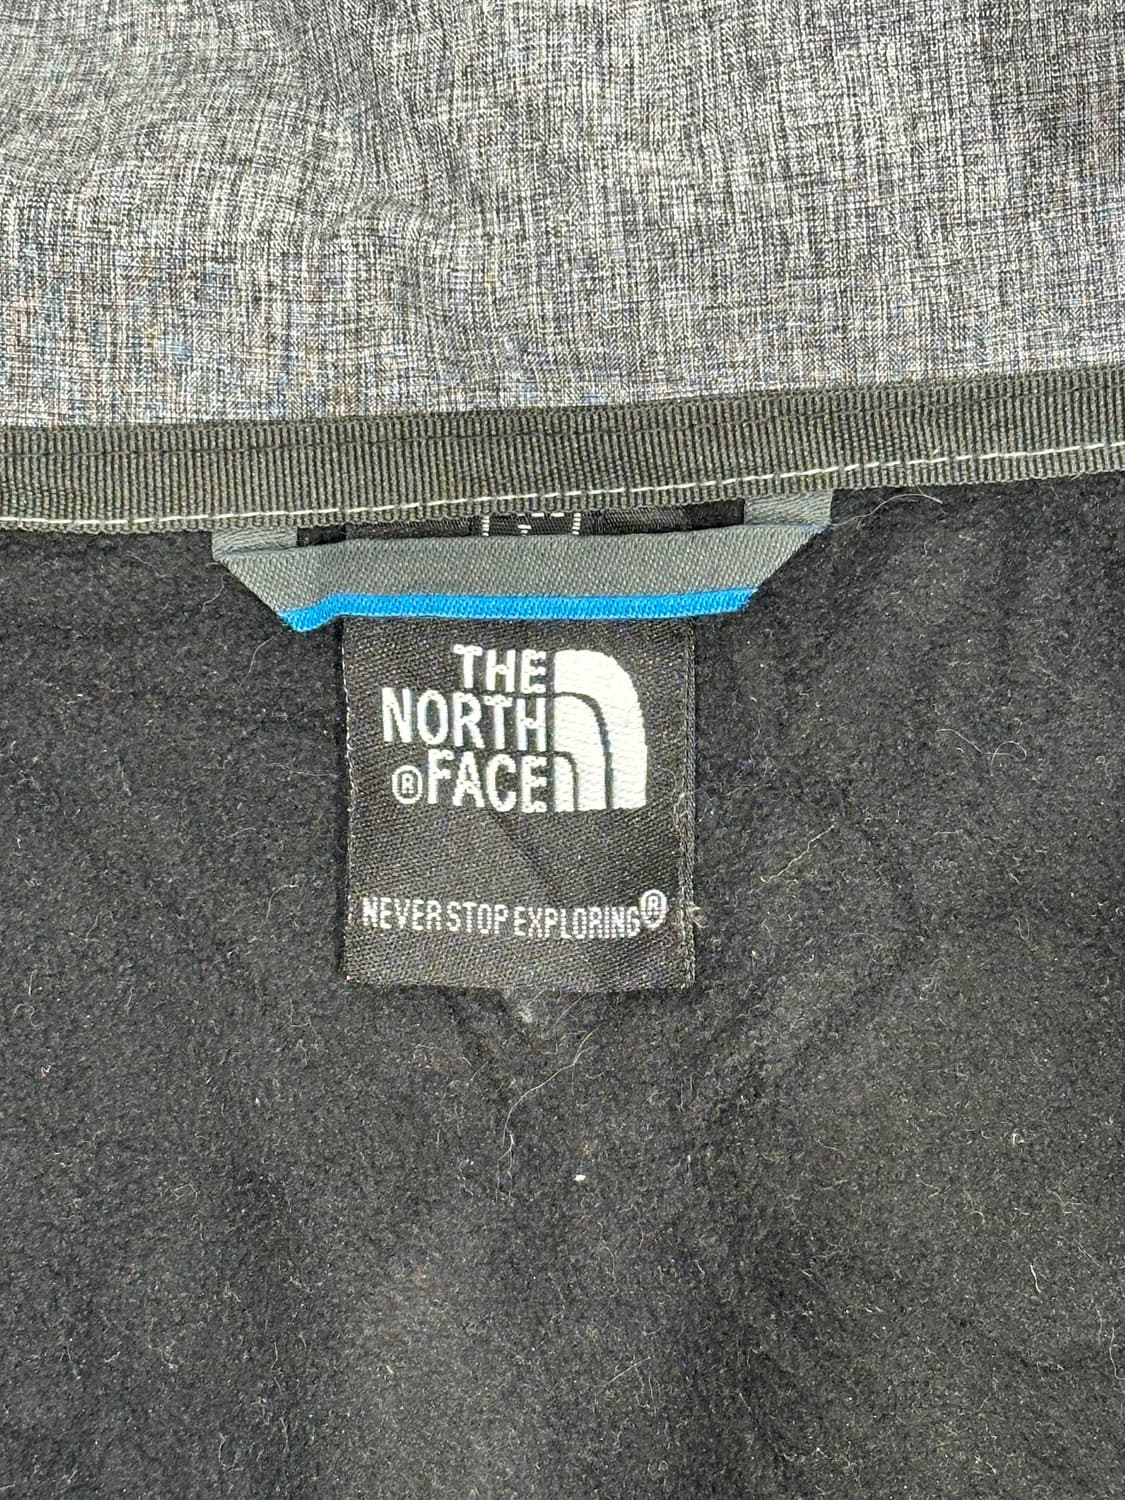 THE
NORTH
®FACE
NEVER STOP EXPLORING®